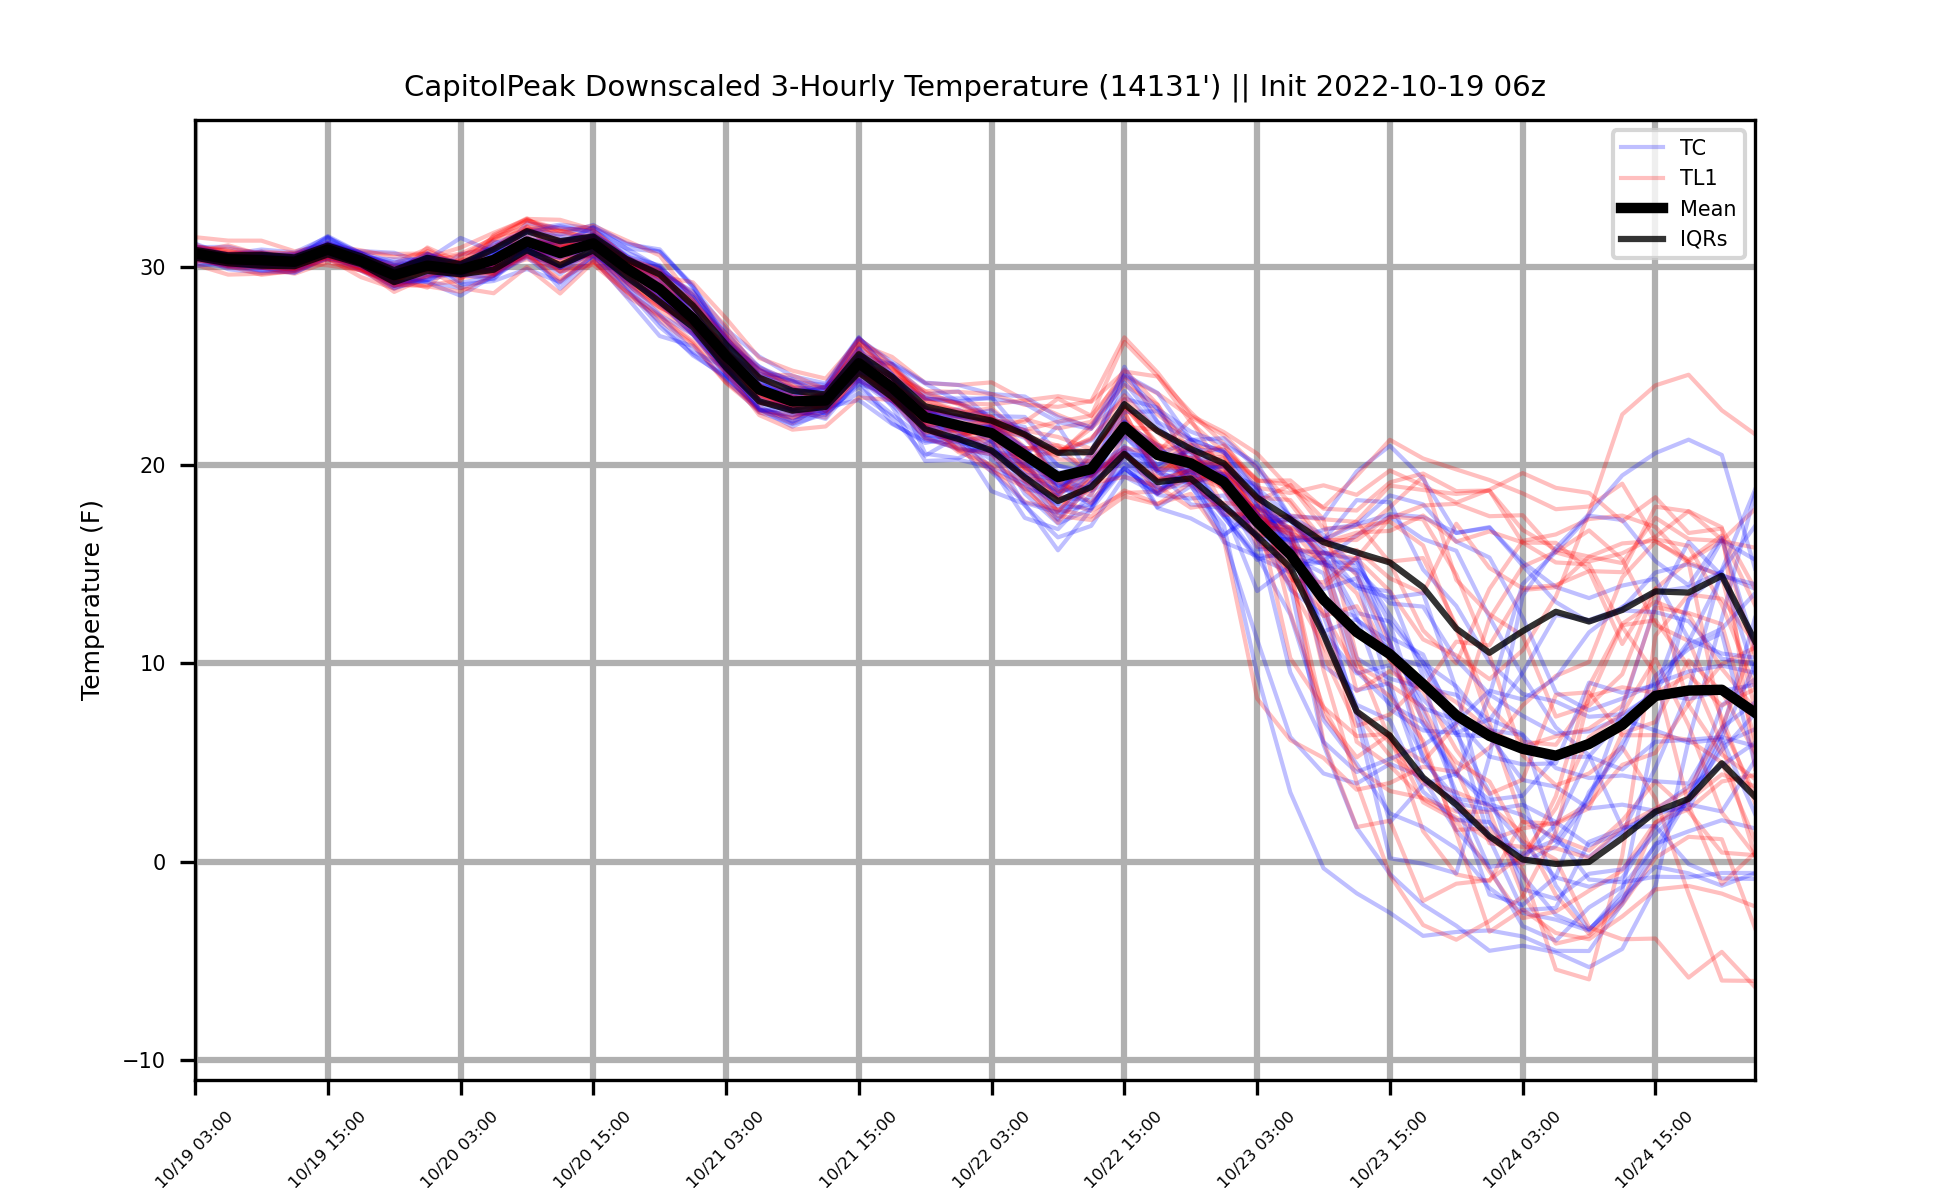 CapitolPeak Downscaled 3-Hourly Temperature (14131') || Init 2022-10-19 06z
TC
TL1
Mean
IQRs
Temperature (F)
30
20
10
0
−10
10/19 03:00
10/19 15:00
10/20 03:00
10/20 15:00
10/21 03:00
10/21 15:00
10/22 03:00
10/22 15:00
10/23 03:00
10/23 15:00
10/24 03:00
10/24 15:00